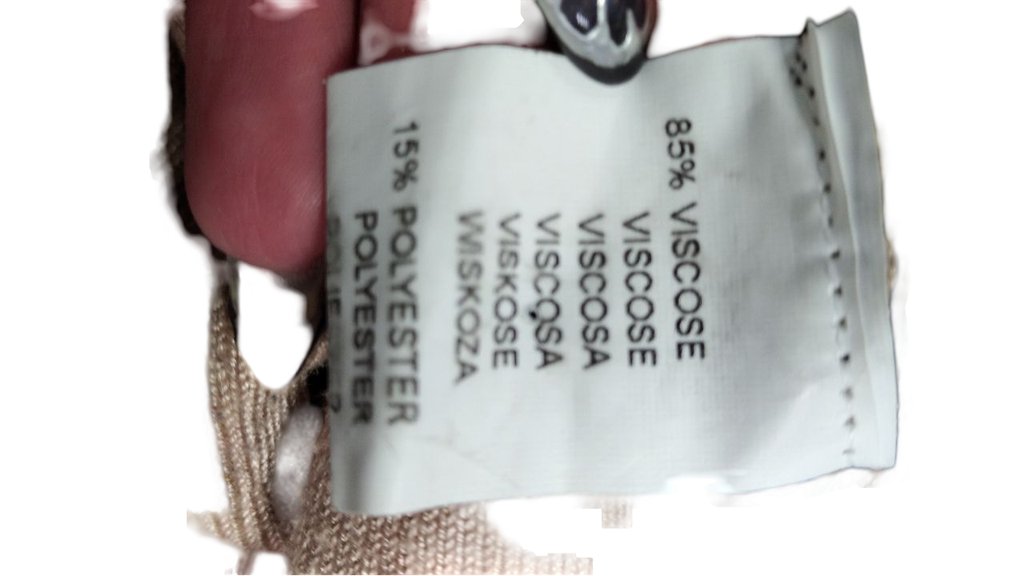 85% VISCOSE
VISCOSE
VISCOSA
VISCOSA
VISKOSE
WISKOZA
15% POLYESTER
POLYESTER